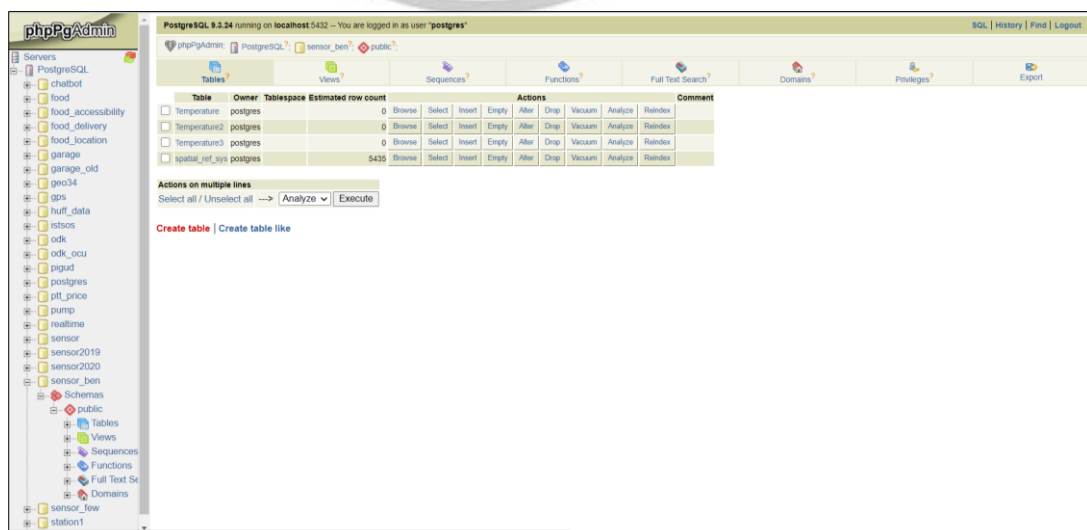 phpPgAdmin
Servers
PostgreSQL
chatbot
food
food_accessibility
food_delivery
food_location
garage
garage_old
geo34
gps
huff_data
istsos
odk
odk_ocu
pigud
postgres
ptt_price
pump
realtime
sensor
sensor2019
sensor2020
sensor_ben
Schemas
public
Tables
Views
Sequences
Functions
Full Text Se
Domains
sensor_few
station1
PostgreSQL 9.3.24 running on localhost:5432 -- You are logged in as user "postgres"
SQL | History | Find | Logout
phpPgAdmin: PostgreSQL?: sensor_ben?: public?:
Tables? Views? Sequences? Functions? Full Text Search? Domains? Privileges? Export
Table Owner Tablespace Estimated row count Actions Comment
Temperature postgres 0 Browse Select Insert Empty Alter Drop Vacuum Analyze Reindex
Temperature2 postgres 0 Browse Select Insert Empty Alter Drop Vacuum Analyze Reindex
Temperature3 postgres 0 Browse Select Insert Empty Alter Drop Vacuum Analyze Reindex
spatial_ref_sys postgres 5435 Browse Select Insert Empty Alter Drop Vacuum Analyze Reindex
Actions on multiple lines
Select all / Unselect all ---> Analyze Execute
Create table | Create table like